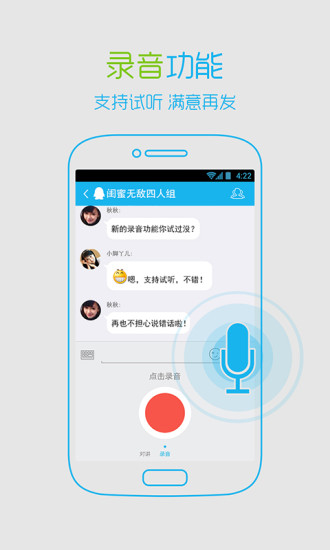 录音功能
支持试听 满意再发
4:22
闺蜜无敌四人组
秋秋:
新的录音功能你试过没?
小脚丫儿:
嗯，支持试听，不错!
秋秋:
再也不担心说错话啦!
点击录音
对讲 录音